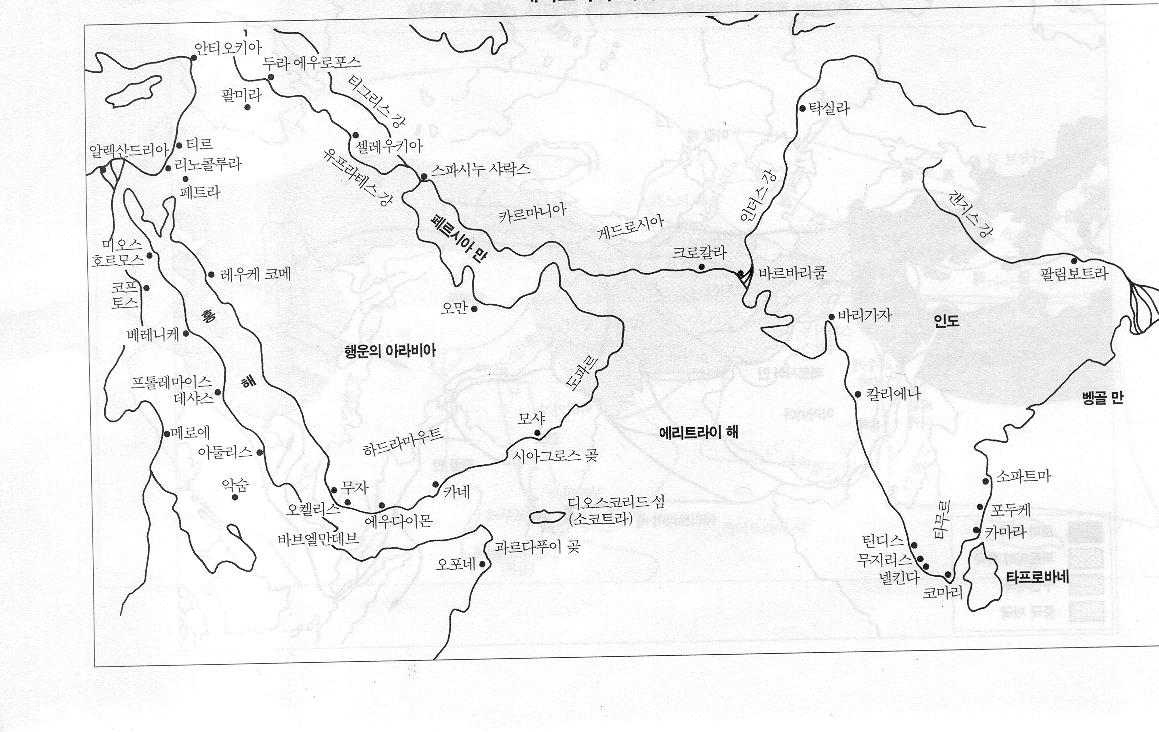 안티오키아
두라 에우로포스
팔미라
티그리스 강
알렉산드리아
티르
셀레우키아
리노콜루라
페트라
유프라테스 강
스파시누 샤락스
탁실라
인더스 강
갠지스 강
카르마니아
게드로시아
페르시아 만
미오스
호르모스
레우케 코메
크로칼라
바르바리쿰
팔림보트라
코프
토스
오만
홍
해
바리가자
인도
베레니케
행운의 아라비아
도파르
프톨레마이스
데샤스
칼리에나
벵골 만
메로에
모샤
에리트라이 해
아둘리스
하드라마우트
시아그로스 곶
악숨
무자
카네
소파트마
오켈리스
에우다이몬
디오스코리드 섬
(소코트라)
포두케
타무르
카마라
바브엘만데브
과르다푸이 곶
오포네
틴디스
무지리스
넬킨다
코마리
타프로바네